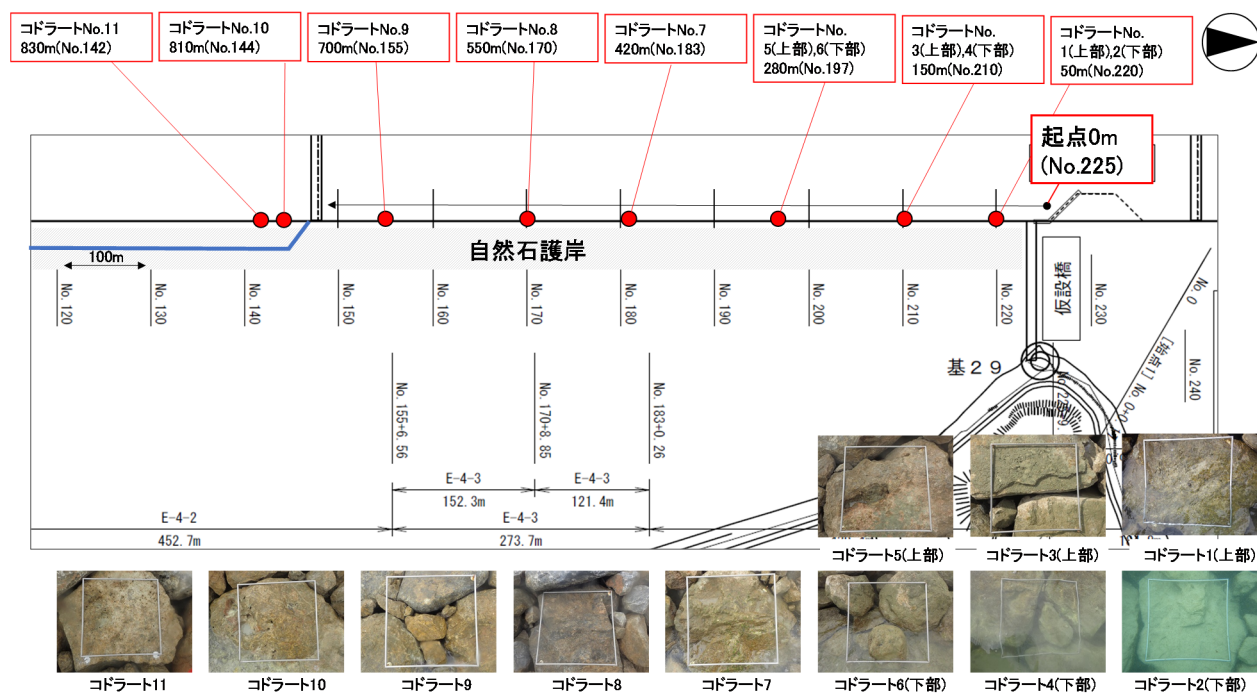 コドラートNo.11
830m(No.142)
コドラートNo.10
810m(No.144)
コドラートNo.9
700m(No.155)
コドラートNo.8
550m(No.170)
コドラートNo.7
420m(No.183)
コドラートNo.
5(上部),6(下部)
280m(No.197)
コドラートNo.
3(上部),4(下部)
150m(No.210)
コドラートNo.
1(上部),2(下部)
50m(No.220)
起点0m
(No.225)
自然石護岸
100m
No. 120
No. 130
No. 140
No. 150
No. 160
No. 170
No. 180
No. 190
No. 200
No. 210
No. 220
仮設橋
No. 230
No. 0
[始点1] No. 0+0.
No. 240
基29
No. 155+6.56
No. 170+8.85
No. 183+0.26
E-4-3
152.3m
E-4-3
121.4m
E-4-2
452.7m
E-4-3
273.7m
コドラート5(上部)
コドラート3(上部)
コドラート1(上部)
コドラート11
コドラート10
コドラート9
コドラート8
コドラート7
コドラート6(下部)
コドラート4(下部)
コドラート2(下部)